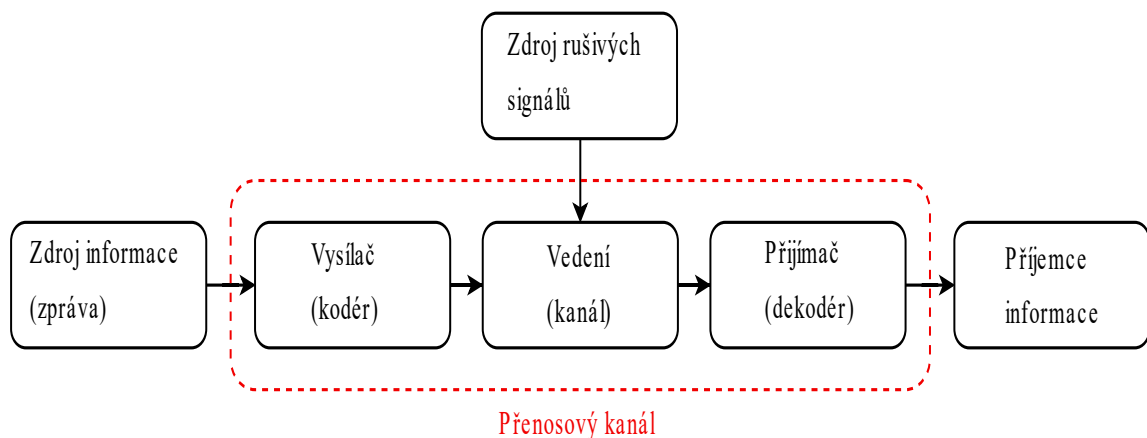 Zdroj rušivých
signálů
Zdroj informace
(zpráva)
Vysílač
(kodér)
Vedení
(kanál)
Přijímač
(dekodér)
Příjemce
informace
Přenosový kanál